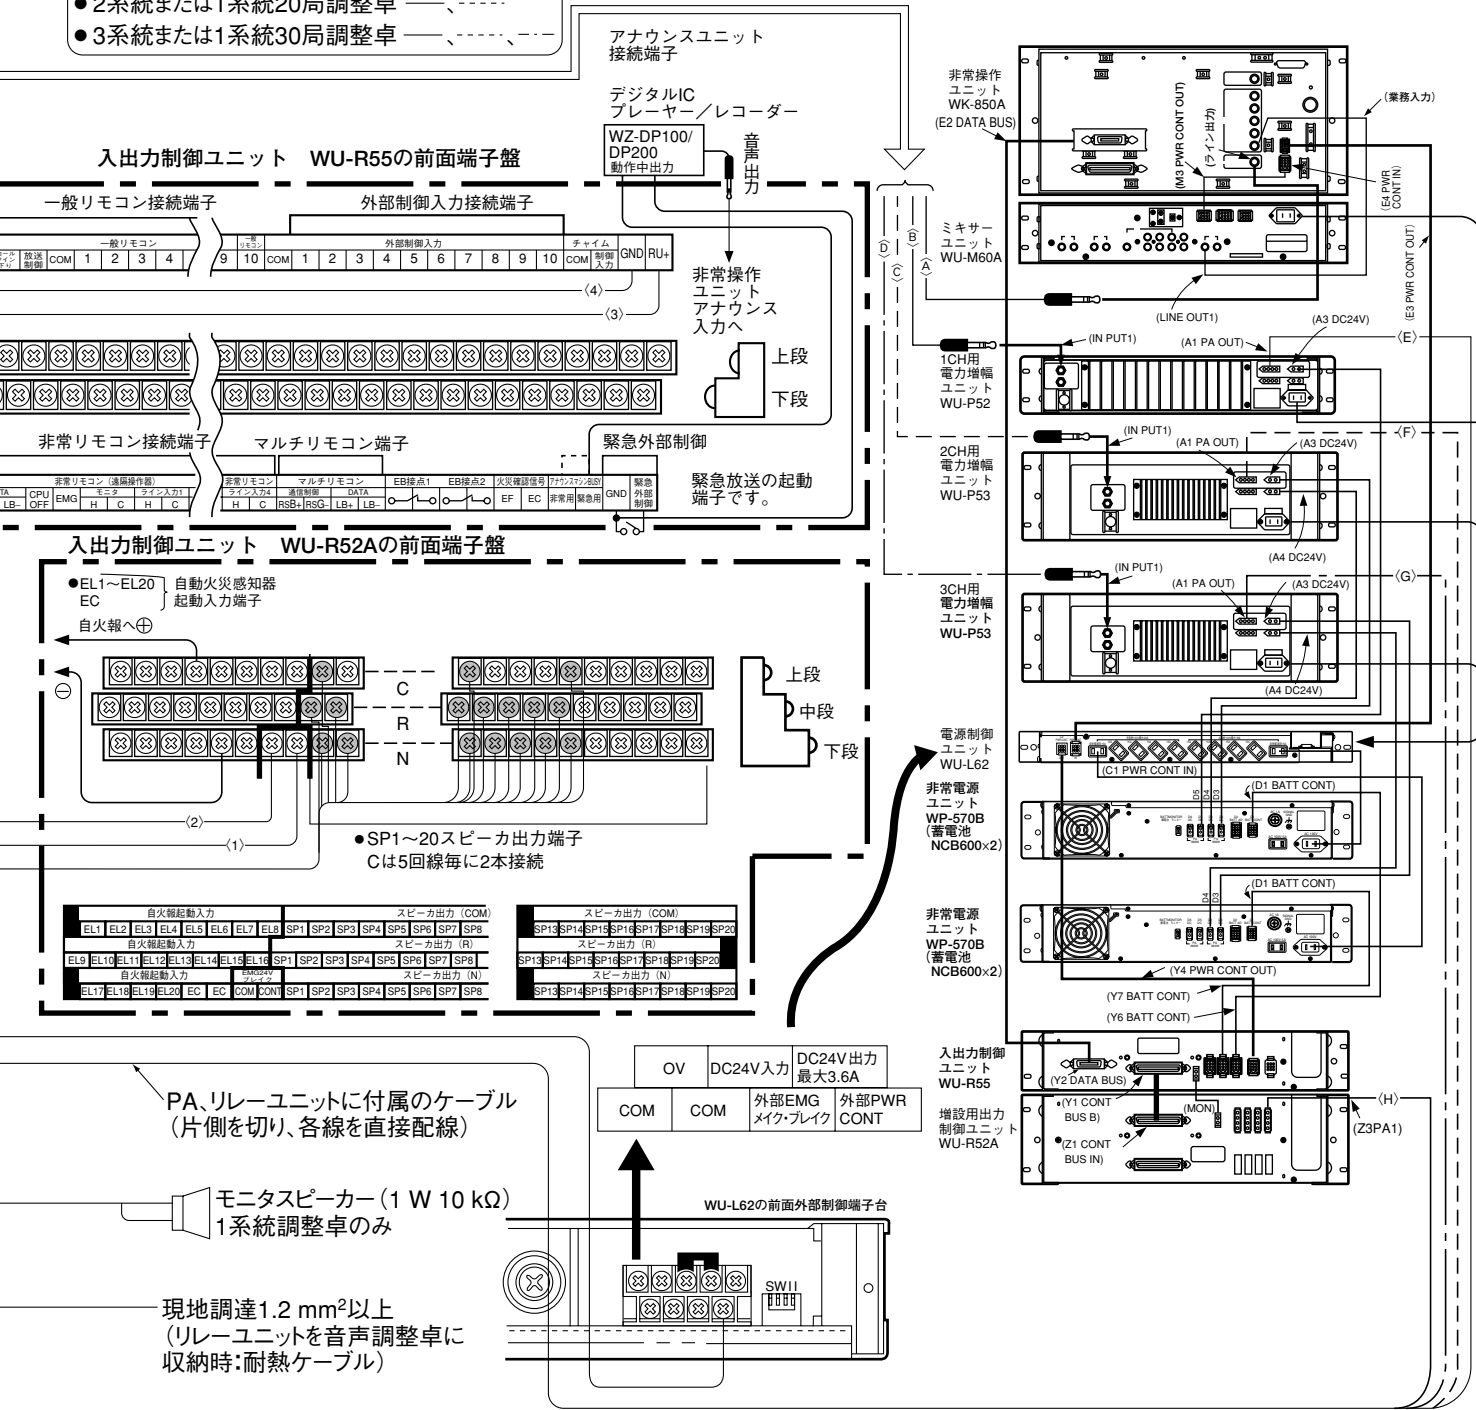 ●2系統または1系統20局調整卓 ――、-----
●3系統または1系統30局調整卓 ――、-----、－-－
アナウンスユニット
接続端子
デジタルIC
プレーヤー／レコーダー
WZ-DP100/
DP200
動作中出力
音声出力
入出力制御ユニット　WU-R55の前面端子盤
一般リモコン接続端子
外部制御入力接続端子
一般リモコン
一般
リモコン
外部制御入力
チャイム
放送
制御
COM 1 2 3 4 9 10 COM 1 2 3 4 5 6 7 8 9 10 COM
制御
入力
GND RU+
〈4〉
〈3〉
非常操作
ユニット
アナウンス
入力へ
上段
下段
非常リモコン接続端子
マルチリモコン端子
緊急外部制御
非常リモコン（遠隔操作器）
非常リモコン
マルチリモコン
EB接点1
EB接点2
火災確認信号
アナウンスマシンBUSY
LB-
CPU
OFF
EMG
モニタ
ライン入力1
ライン入力4
通信制御
DATA
H C H C H C RSB+ RSG- LB+ LB-
EF EC 非常用 緊急用 GND
緊急
外部
制御
緊急放送の起動
端子です。
入出力制御ユニット　WU-R52Aの前面端子盤
●EL1～EL20
EC
自動火災感知器
起動入力端子
自火報へ⊕
⊖
C
R
N
上段
中段
下段
〈2〉
〈1〉
●SP1～20スピーカ出力端子
Cは5回線毎に2本接続
自火報起動入力
スピーカ出力（COM）
EL1 EL2 EL3 EL4 EL5 EL6 EL7 EL8 SP1 SP2 SP3 SP4 SP5 SP6 SP7 SP8
自火報起動入力
スピーカ出力（R）
EL9 EL10 EL11 EL12 EL13 EL14 EL15 EL16 SP1 SP2 SP3 SP4 SP5 SP6 SP7 SP8
自火報起動入力
EMG24V
ブレイク
スピーカ出力（N）
EL17 EL18 EL19 EL20 EC EC COM CONT SP1 SP2 SP3 SP4 SP5 SP6 SP7 SP8
スピーカ出力（COM）
SP13 SP14 SP15 SP16 SP17 SP18 SP19 SP20
スピーカ出力（R）
SP13 SP14 SP15 SP16 SP17 SP18 SP19 SP20
スピーカ出力（N）
SP13 SP14 SP15 SP16 SP17 SP18 SP19 SP20
PA、リレーユニットに付属のケーブル
（片側を切り、各線を直接配線）
モニタスピーカー（1 W 10 kΩ）
1系統調整卓のみ
現地調達1.2 mm²以上
（リレーユニットを音声調整卓に
収納時：耐熱ケーブル）
OV
DC24V入力
DC24V出力
最大3.6A
COM
COM
外部EMG
メイク・ブレイク
外部PWR
CONT
WU-L62の前面外部制御端子台
SW11
非常操作
ユニット
WK-850A
(E2 DATA BUS)
(M3 PWR CONT OUT)
(ライン出力)
(業務入力)
(E4 PWR
CONT IN)
(E3 PWR CONT OUT)
〈D〉
〈C〉
〈B〉
〈A〉
ミキサー
ユニット
WU-M60A
(LINE OUT1)
(A3 DC24V)
(IN PUT1)
(A1 PA OUT)
〈E〉
1CH用
電力増幅
ユニット
WU-P52
(IN PUT1)
(A1 PA OUT)
(A3 DC24V)
〈F〉
2CH用
電力増幅
ユニット
WU-P53
(A4 DC24V)
(IN PUT1)
(A1 PA OUT)
(A3 DC24V)
〈G〉
3CH用
電力増幅
ユニット
WU-P53
(A4 DC24V)
電源制御
ユニット
WU-L62
(C1 PWR CONT IN)
非常電源
ユニット
WP-570B
（蓄電池
NCB600×2）
D5
D4
D3
(D1 BATT CONT)
非常電源
ユニット
WP-570B
（蓄電池
NCB600×2）
D4
D3
(D1 BATT CONT)
(Y4 PWR CONT OUT)
(Y7 BATT CONT)
(Y6 BATT CONT)
入出力制御
ユニット
WU-R55
(Y2 DATA BUS)
(Y1 CONT
BUS B)
(MON)
増設用出力
制御ユニット
WU-R52A
(Z1 CONT
BUS IN)
〈H〉
(Z3PA1)